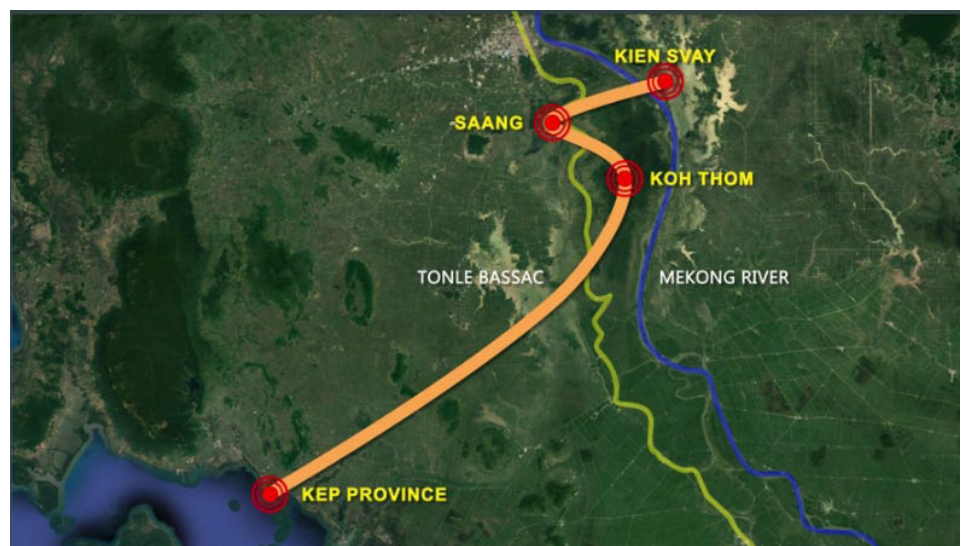 KIEN SVAY
SAANG
KOH THOM
TONLE BASSAC
MEKONG RIVER
KEP PROVINCE